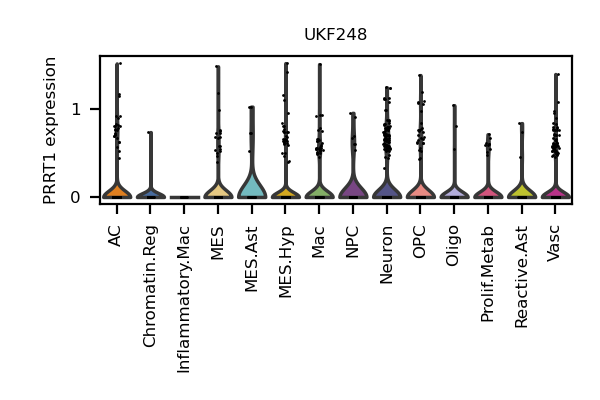 UKF248
PRRT1 expression
1
0
AC
Chromatin.Reg
Inflammatory.Mac
MES
MES.Ast
MES.Hyp
Mac
NPC
Neuron
OPC
Oligo
Prolif.Metab
Reactive.Ast
Vasc